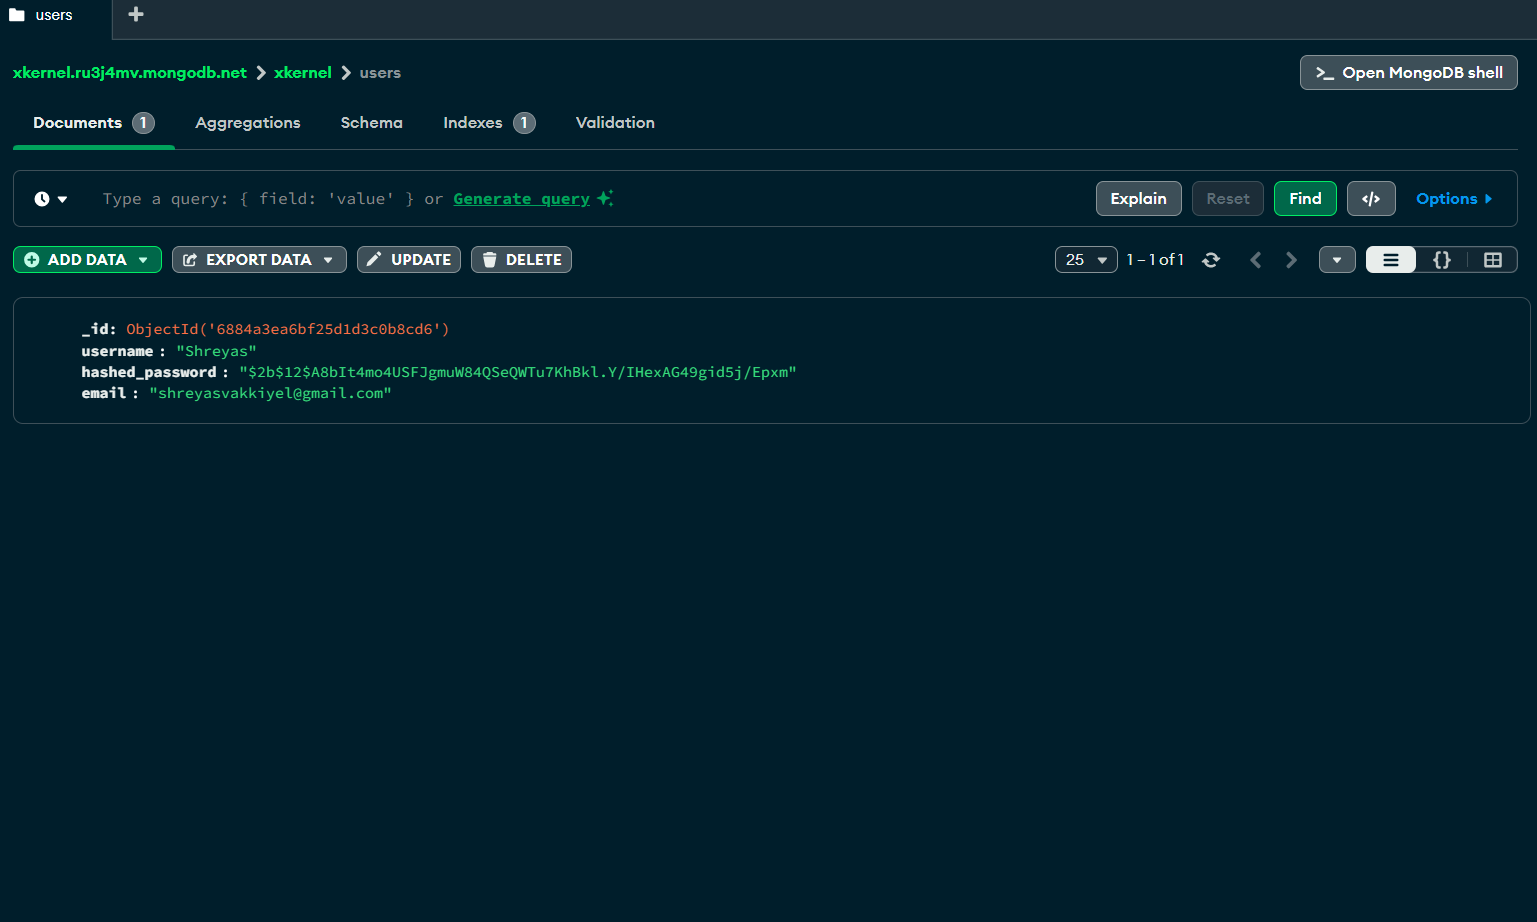 users
xkernel.ru3j4mv.mongodb.net > xkernel > users
>_ Open MongoDB shell
Documents 1 Aggregations Schema Indexes 1 Validation
Type a query: { field: 'value' } or Generate query
Explain Reset Find </> Options
ADD DATA EXPORT DATA UPDATE DELETE
25 1 – 1 of 1 {}
_id: ObjectId('6884a3ea6bf25d1d3c0b8cd6')
username : "Shreyas"
hashed_password : "$2b$12$A8bIt4mo4USFJgmuW84QSeQWTu7KhBkl.Y/IHexAG49gid5j/Epxm"
email : "shreyasvakkiyel@gmail.com"